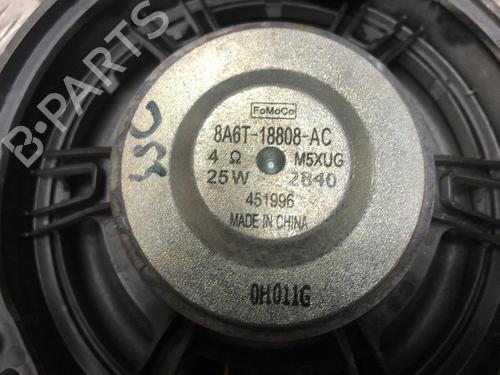 FoMoCo
8A6T-18808-AC
4 Ω M5XUG
25W 2840
451996
MADE IN CHINA
0H011G
B-PARTS